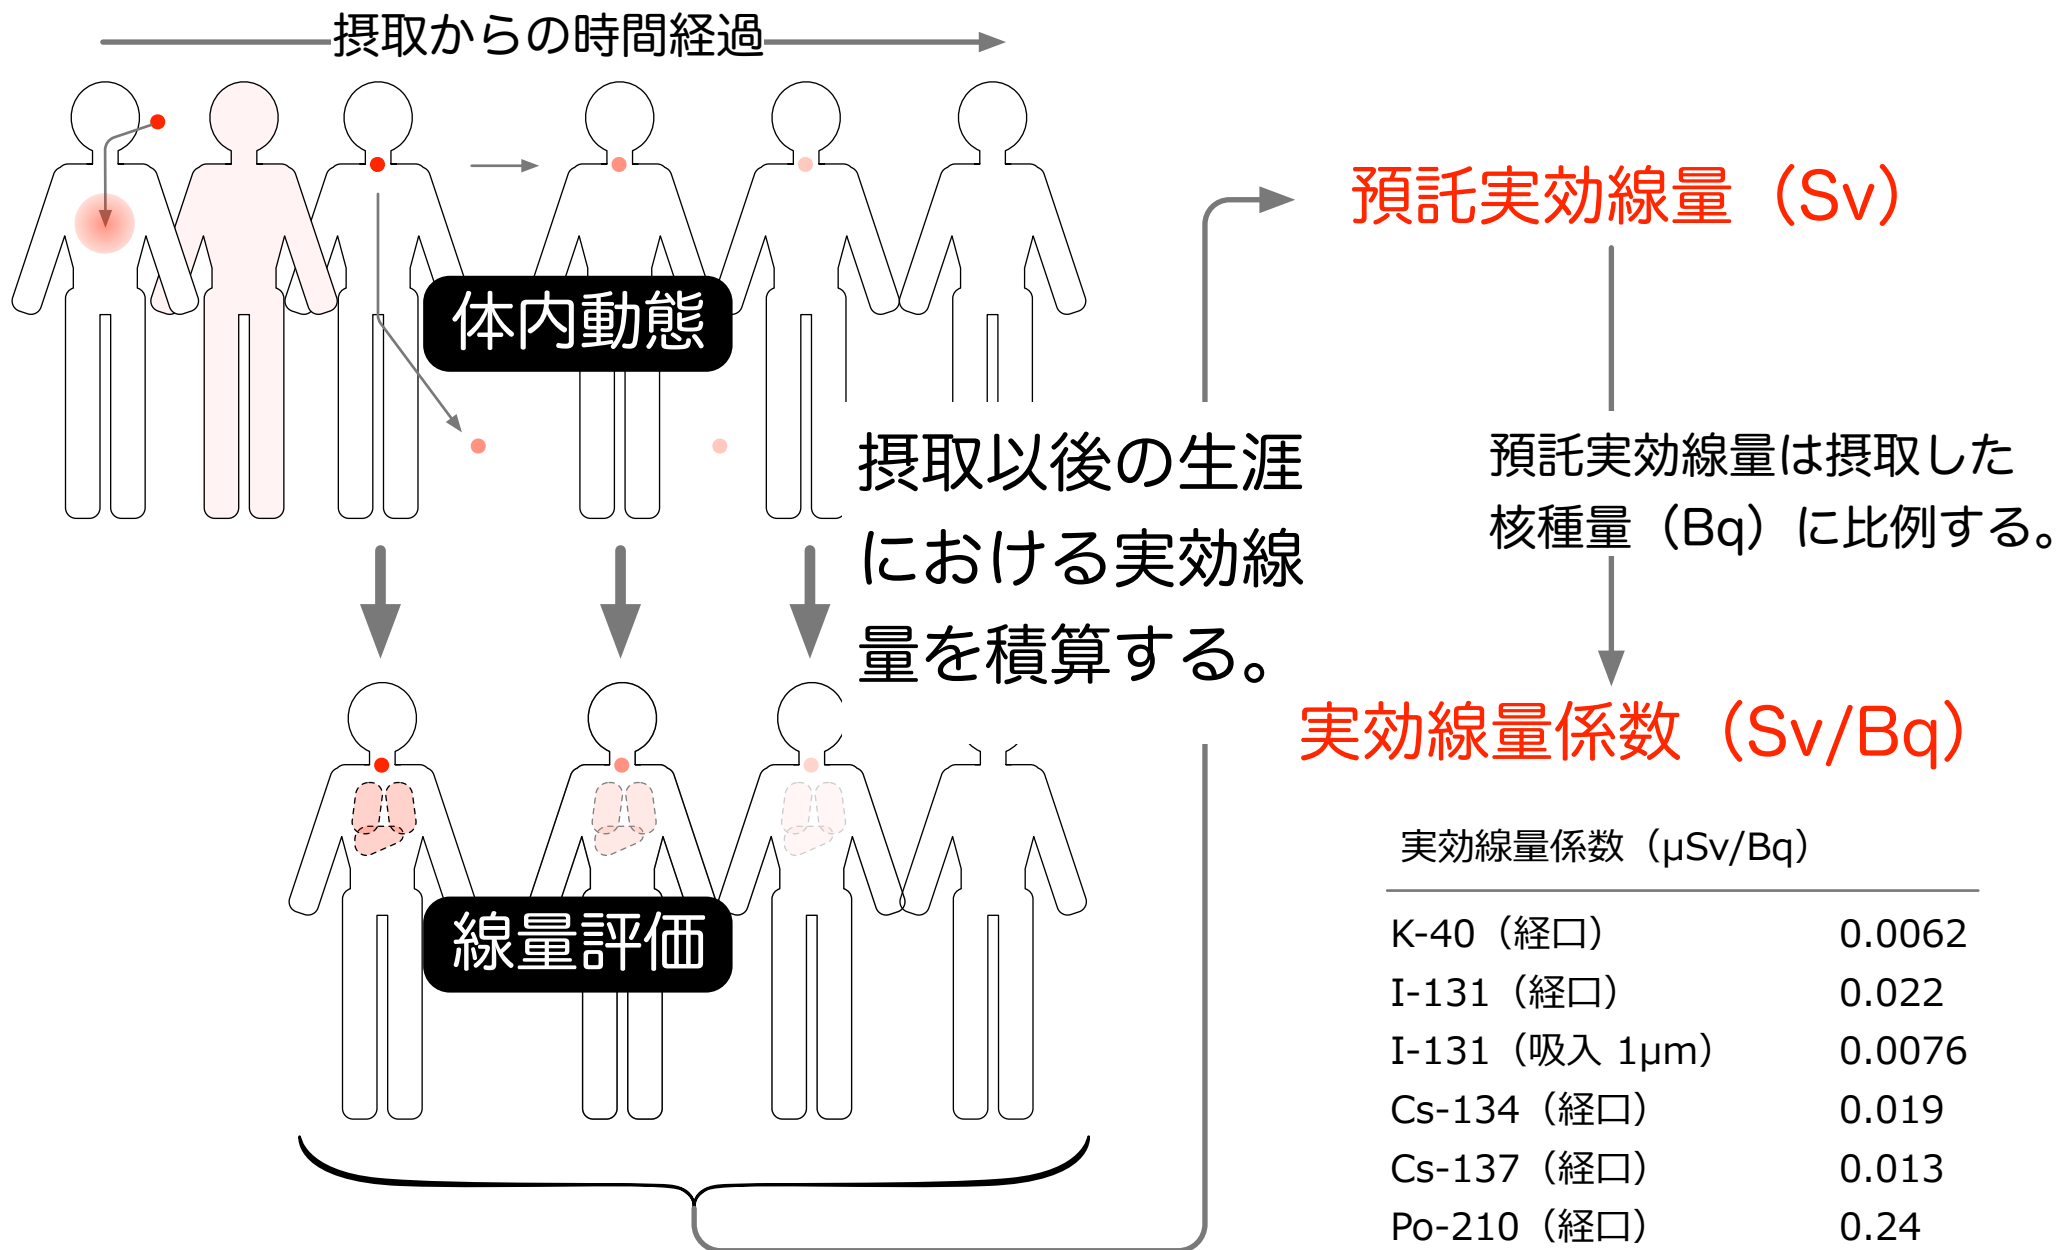 摂取からの時間経過
体内動態
摂取以後の生涯
における実効線
量を積算する。
線量評価
預託実効線量（Sv）
預託実効線量は摂取した
核種量（Bq）に比例する。
実効線量係数（Sv/Bq）
実効線量係数（μSv/Bq）
K-40（経口） 0.0062
I-131（経口） 0.022
I-131（吸入 1μm） 0.0076
Cs-134（経口） 0.019
Cs-137（経口） 0.013
Po-210（経口） 0.24